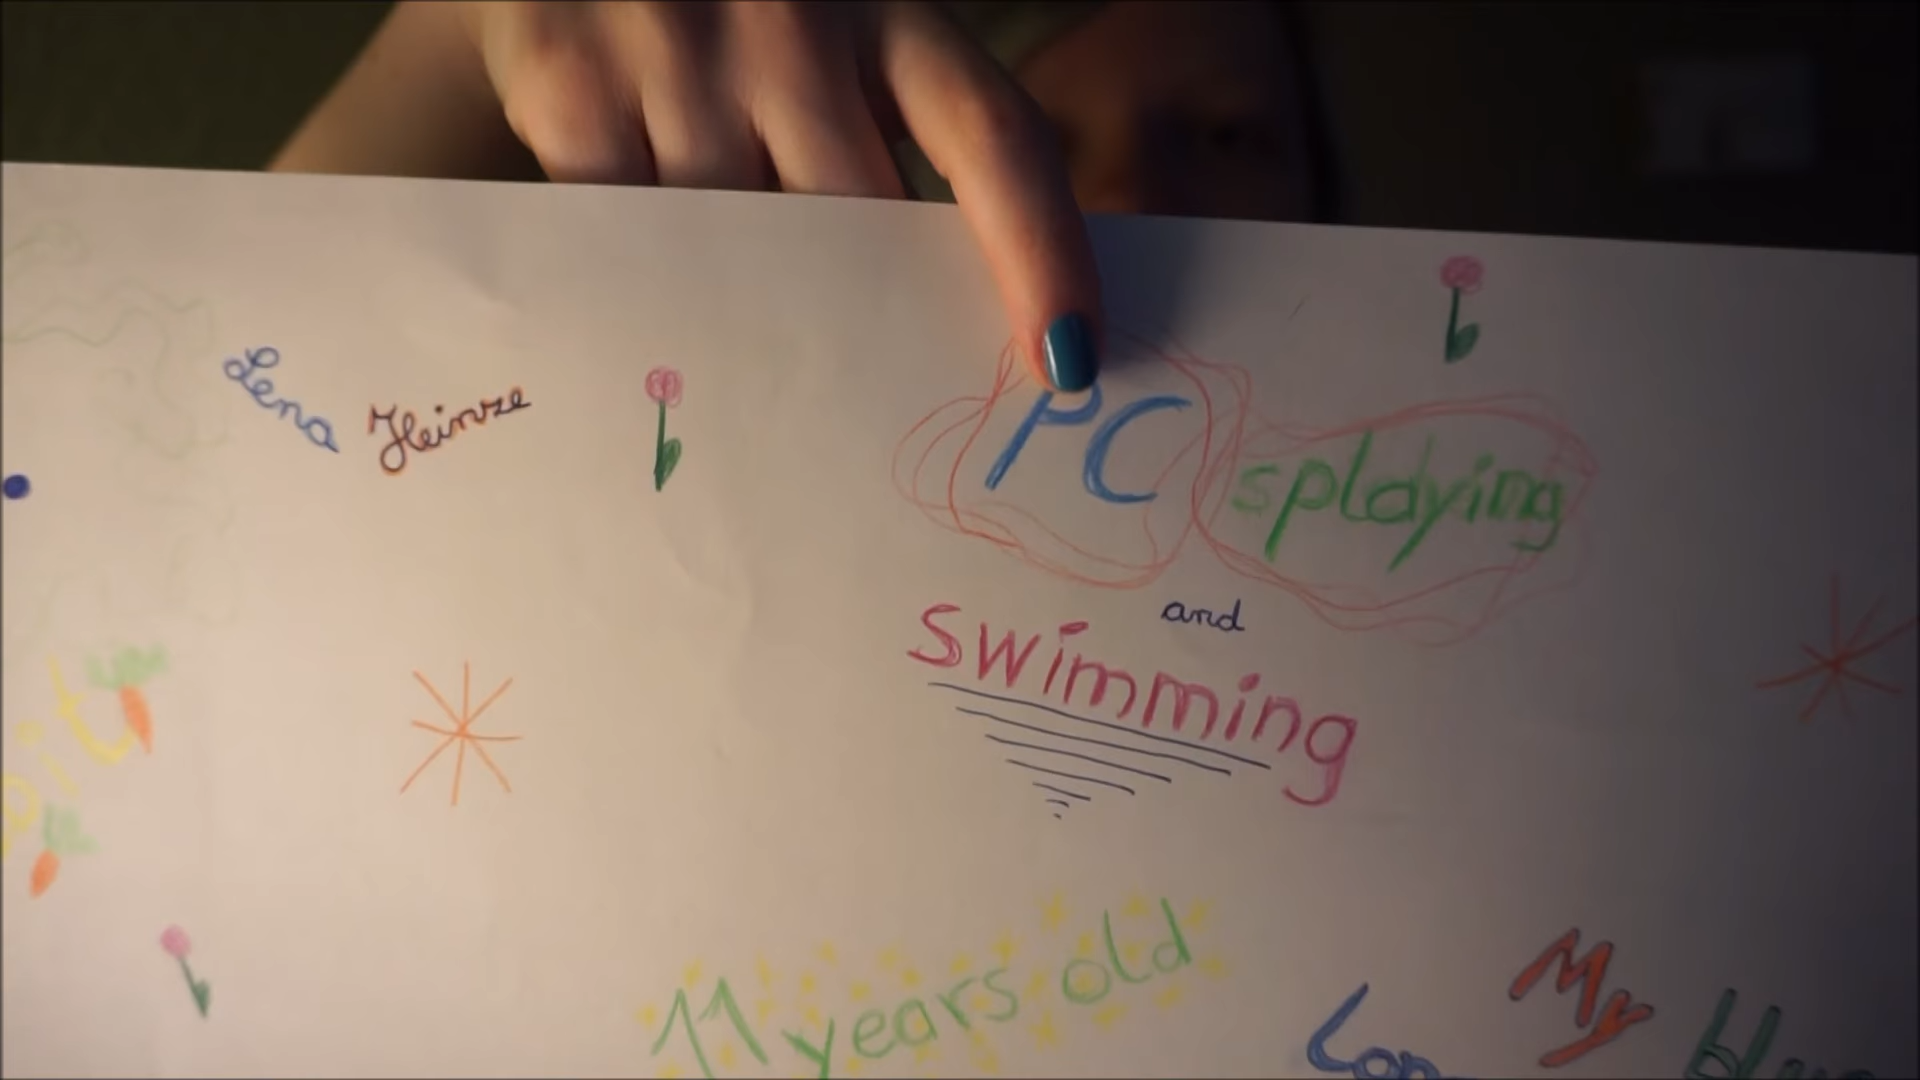 Lena Heinze
PC splaying
and
swimming
11 years old
My